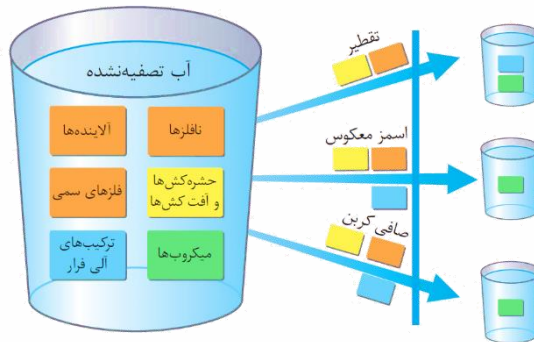 آب تصفیه‌نشده
نافلزها
آلاینده‌ها
حشره‌کش‌ها
و آفت کش‌ها
فلزهای سمی
میکروب‌ها
ترکیب‌های
آلی فرار
تقطیر
اسمز معکوس
صافی کربن